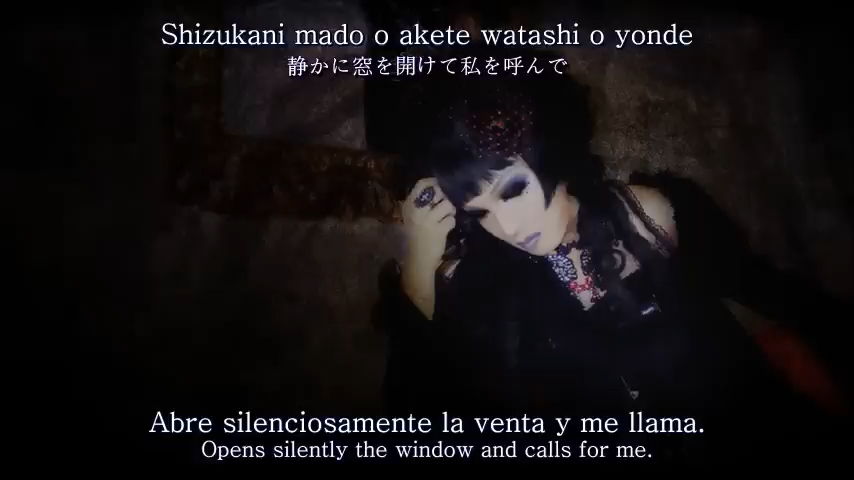 Shizukani mado o akete watashi o yonde
静かに窓を開けて私を呼んで
Abre silenciosamente la venta y me llama.
Opens silently the window and calls for me.